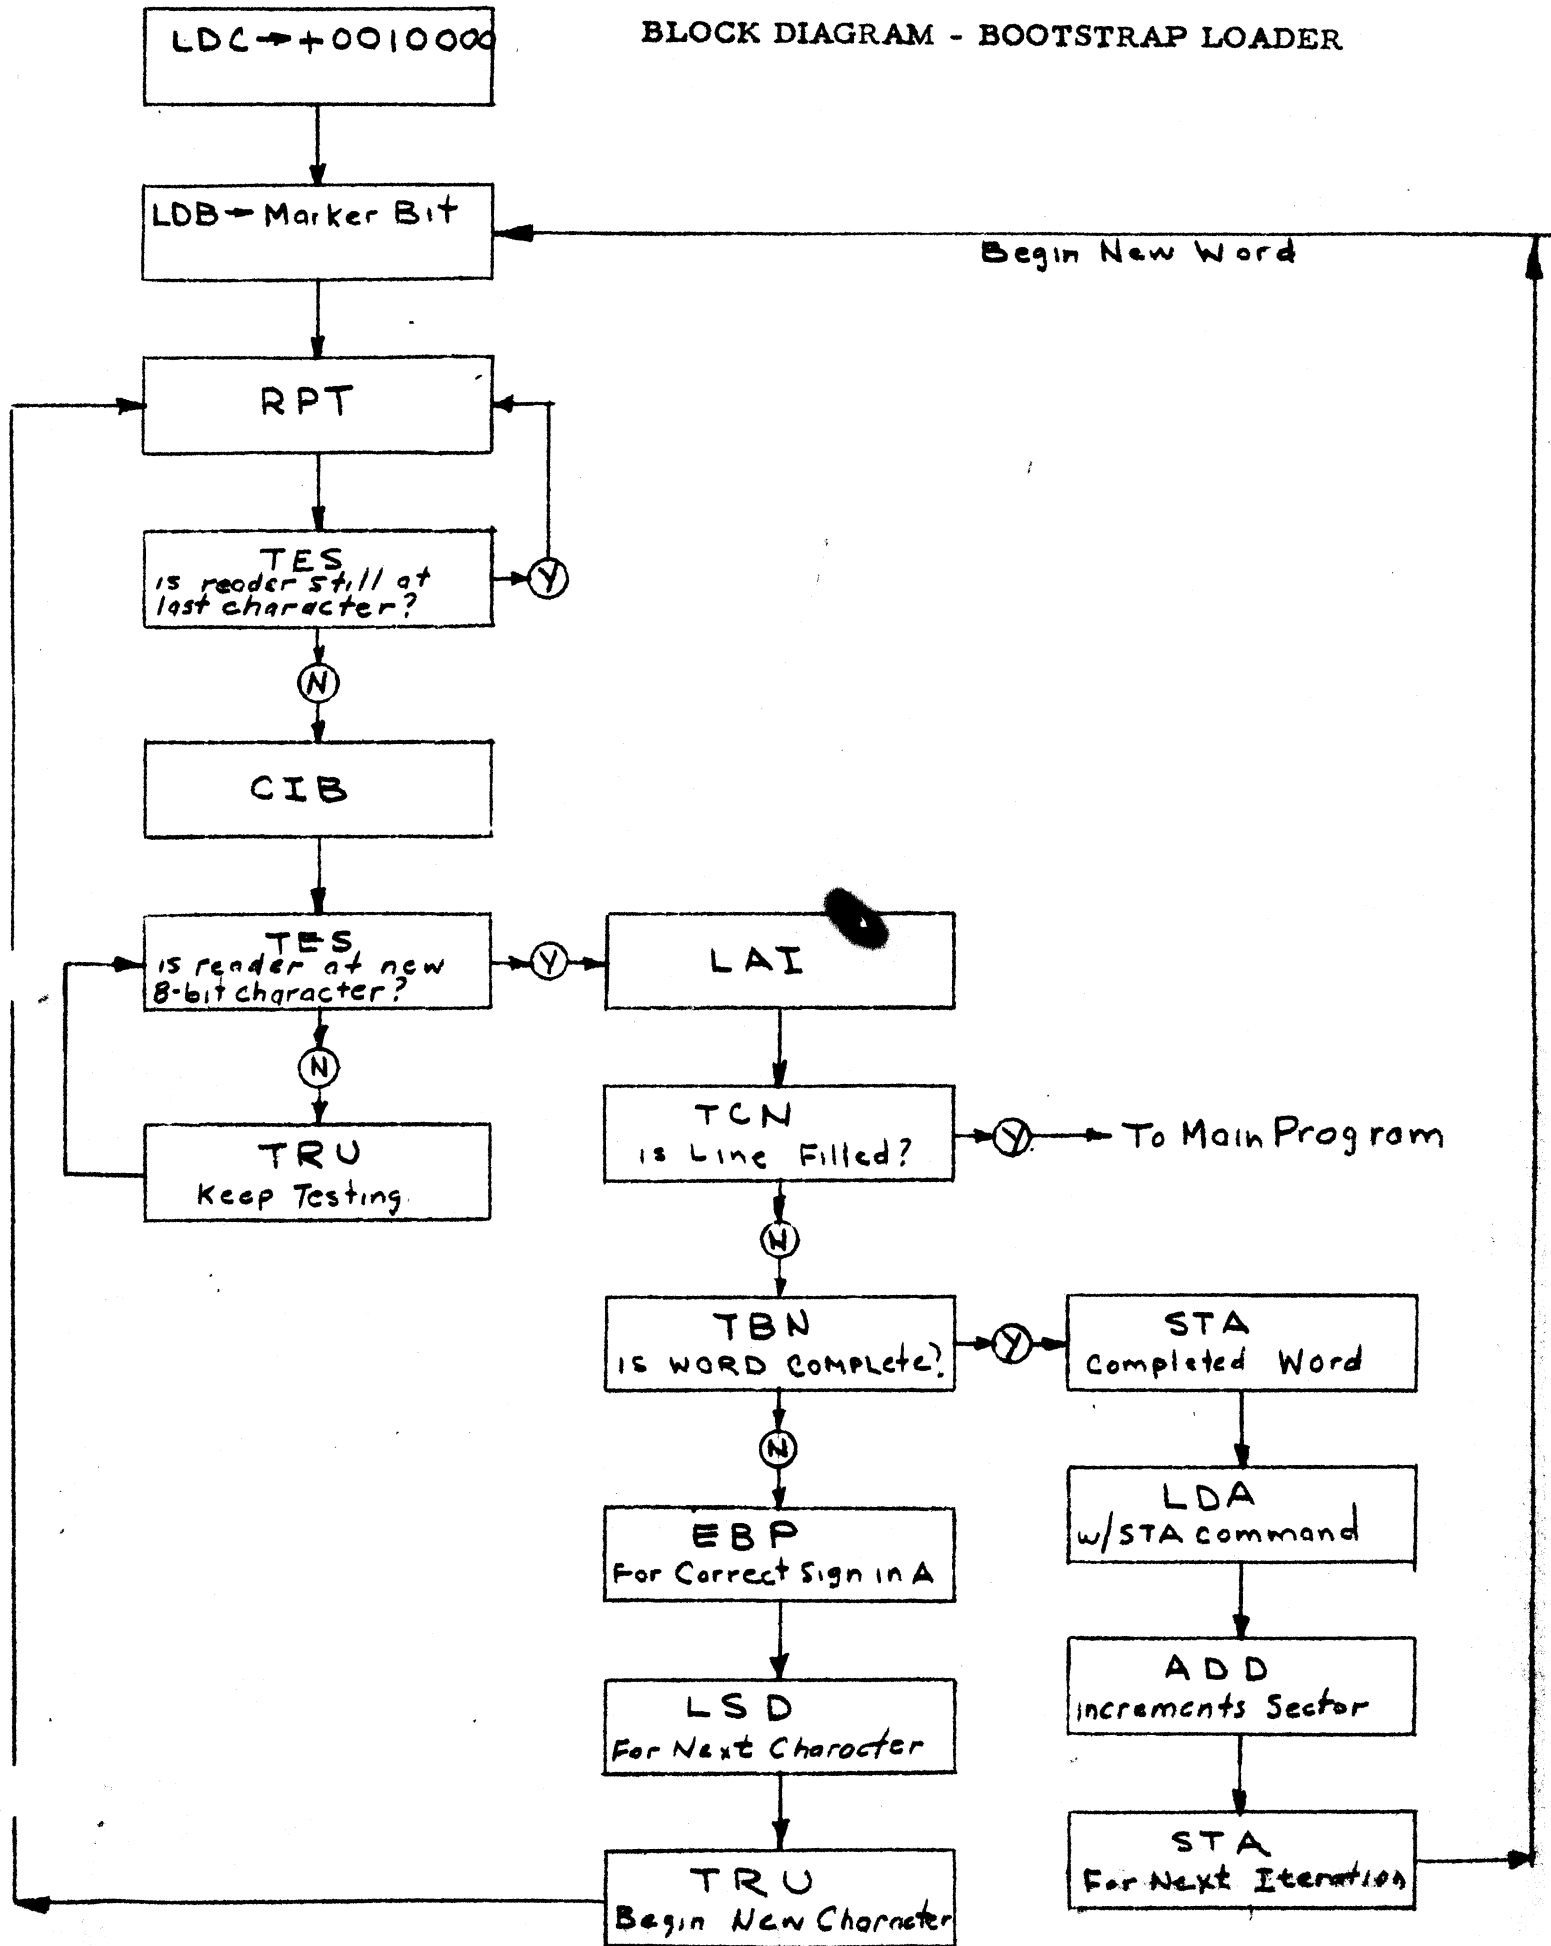 BLOCK DIAGRAM - BOOTSTRAP LOADER
LDC → +0010000
LDB → Marker Bit
Begin New Word
RPT
TES
is reader still at
last character?
Y
N
CIB
TES
is reader at new
8-bit character?
Y
LAI
N
TRU
Keep Testing
TCN
is Line Filled?
Y
To Main Program
N
TBN
IS WORD COMPLete?
Y
STA
Completed Word
N
LDA
w/STA command
EBP
For Correct Sign in A
ADD
increments Sector
LSD
For Next Character
STA
For Next Iteration
TRU
Begin New Character